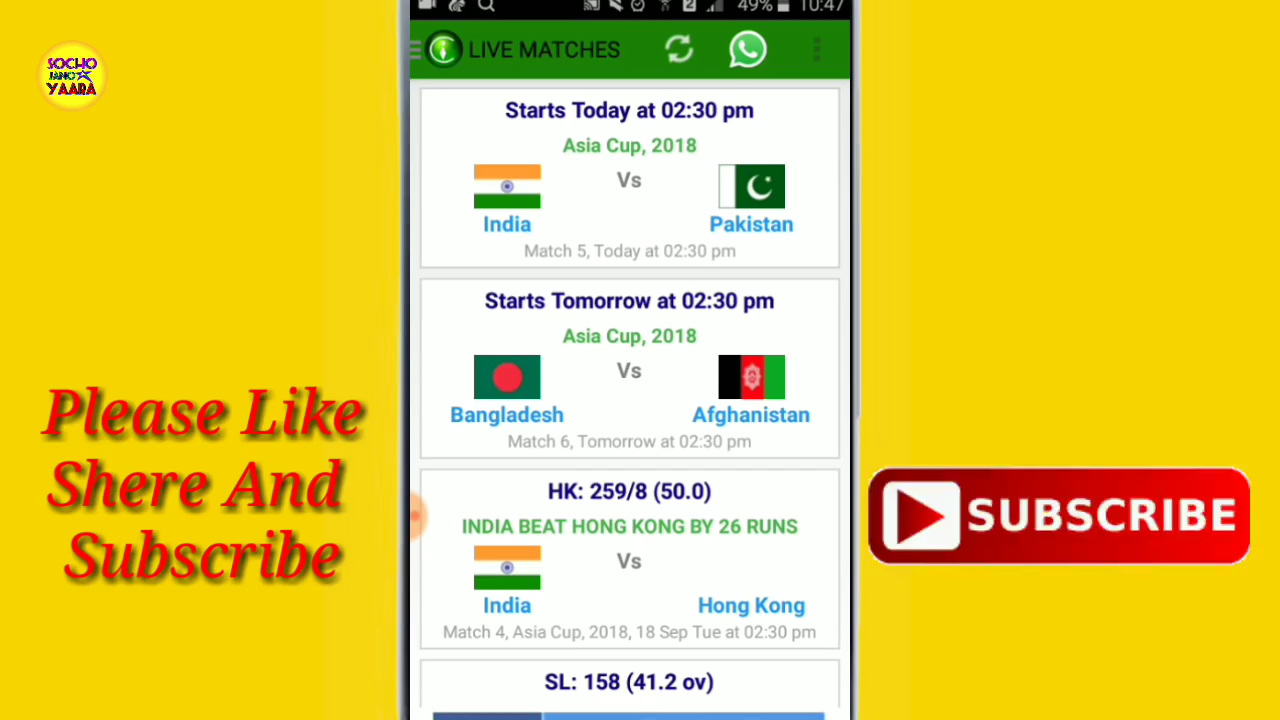 49% 10:47
SOCHO
JANO
YAARA
LIVE MATCHES
Starts Today at 02:30 pm
Asia Cup, 2018
Vs
India Pakistan
Match 5, Today at 02:30 pm
Starts Tomorrow at 02:30 pm
Asia Cup, 2018
Vs
Bangladesh Afghanistan
Match 6, Tomorrow at 02:30 pm
HK: 259/8 (50.0)
INDIA BEAT HONG KONG BY 26 RUNS
Vs
India Hong Kong
Match 4, Asia Cup, 2018, 18 Sep Tue at 02:30 pm
SL: 158 (41.2 ov)
Please Like
Shere And
Subscribe
SUBSCRIBE